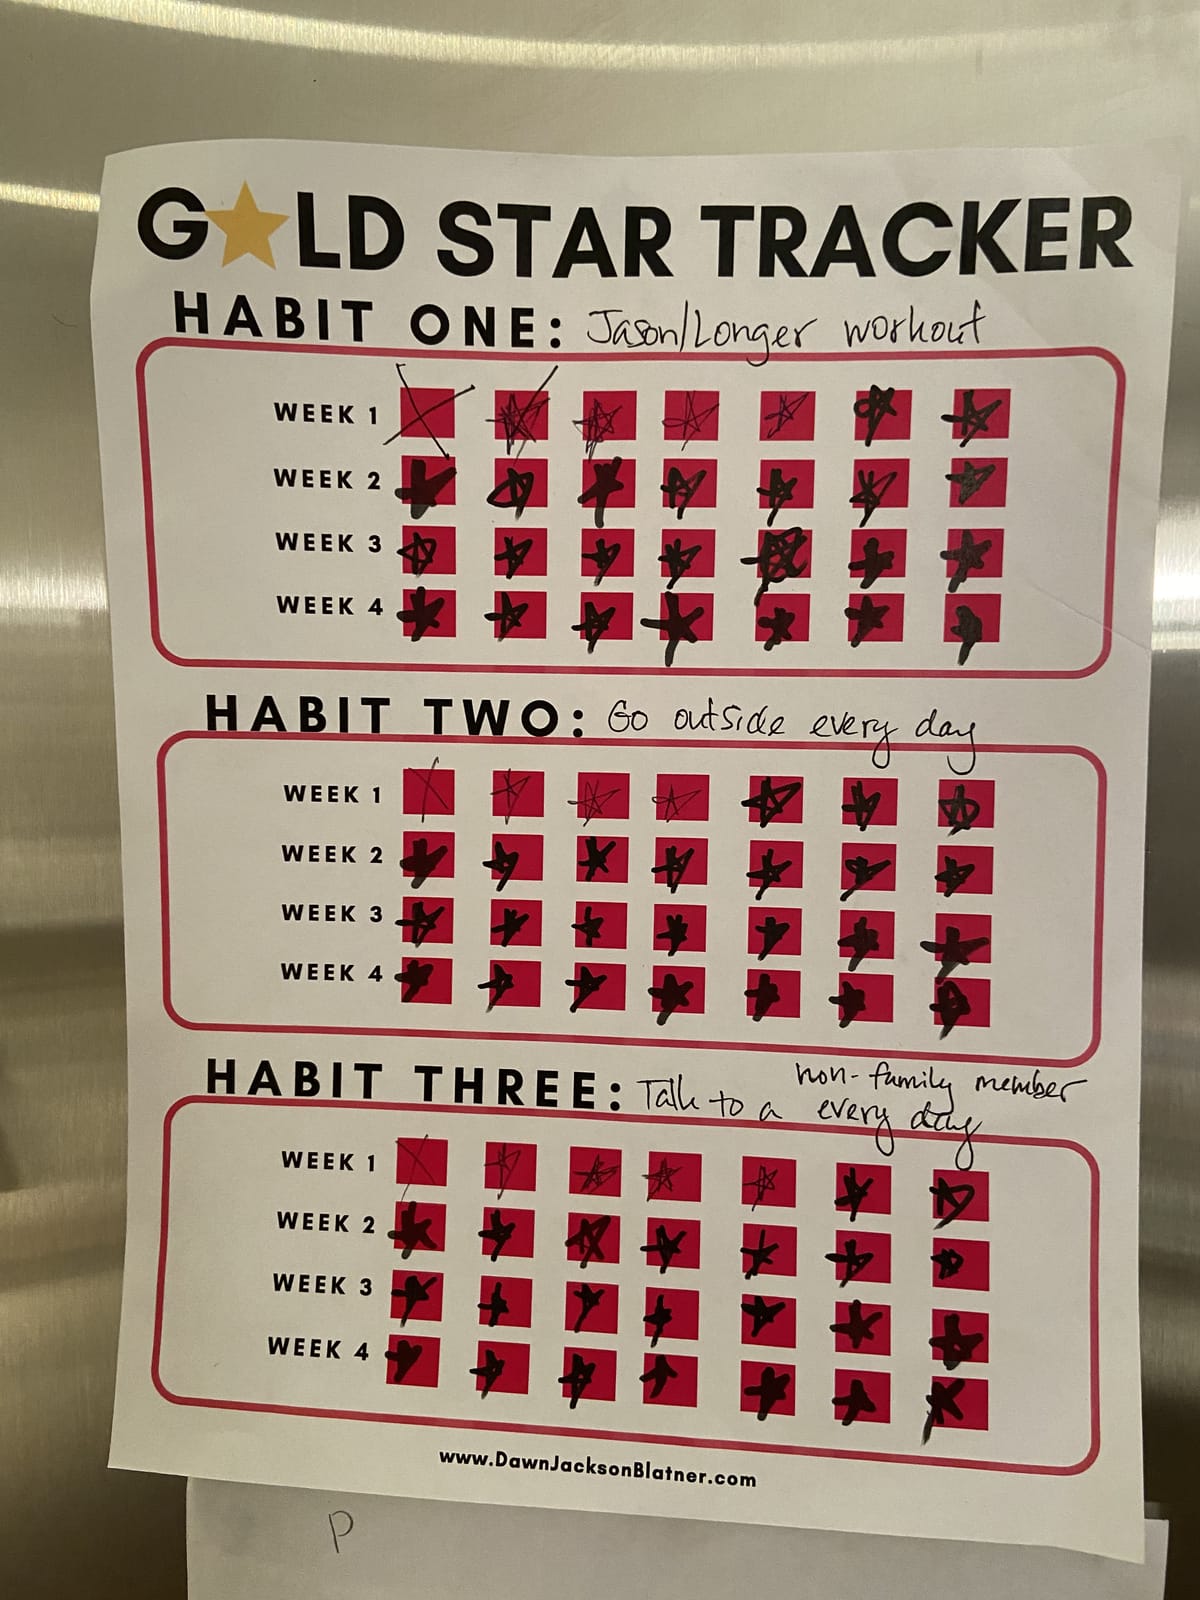 G★LD STAR TRACKER
HABIT ONE: Jason/Longer workout
WEEK 1
WEEK 2
WEEK 3
WEEK 4
HABIT TWO: Go outside every day
WEEK 1
WEEK 2
WEEK 3
WEEK 4
HABIT THREE: Talk to a non-family member
every day
WEEK 1
WEEK 2
WEEK 3
WEEK 4
www.DawnJacksonBlatner.com
P